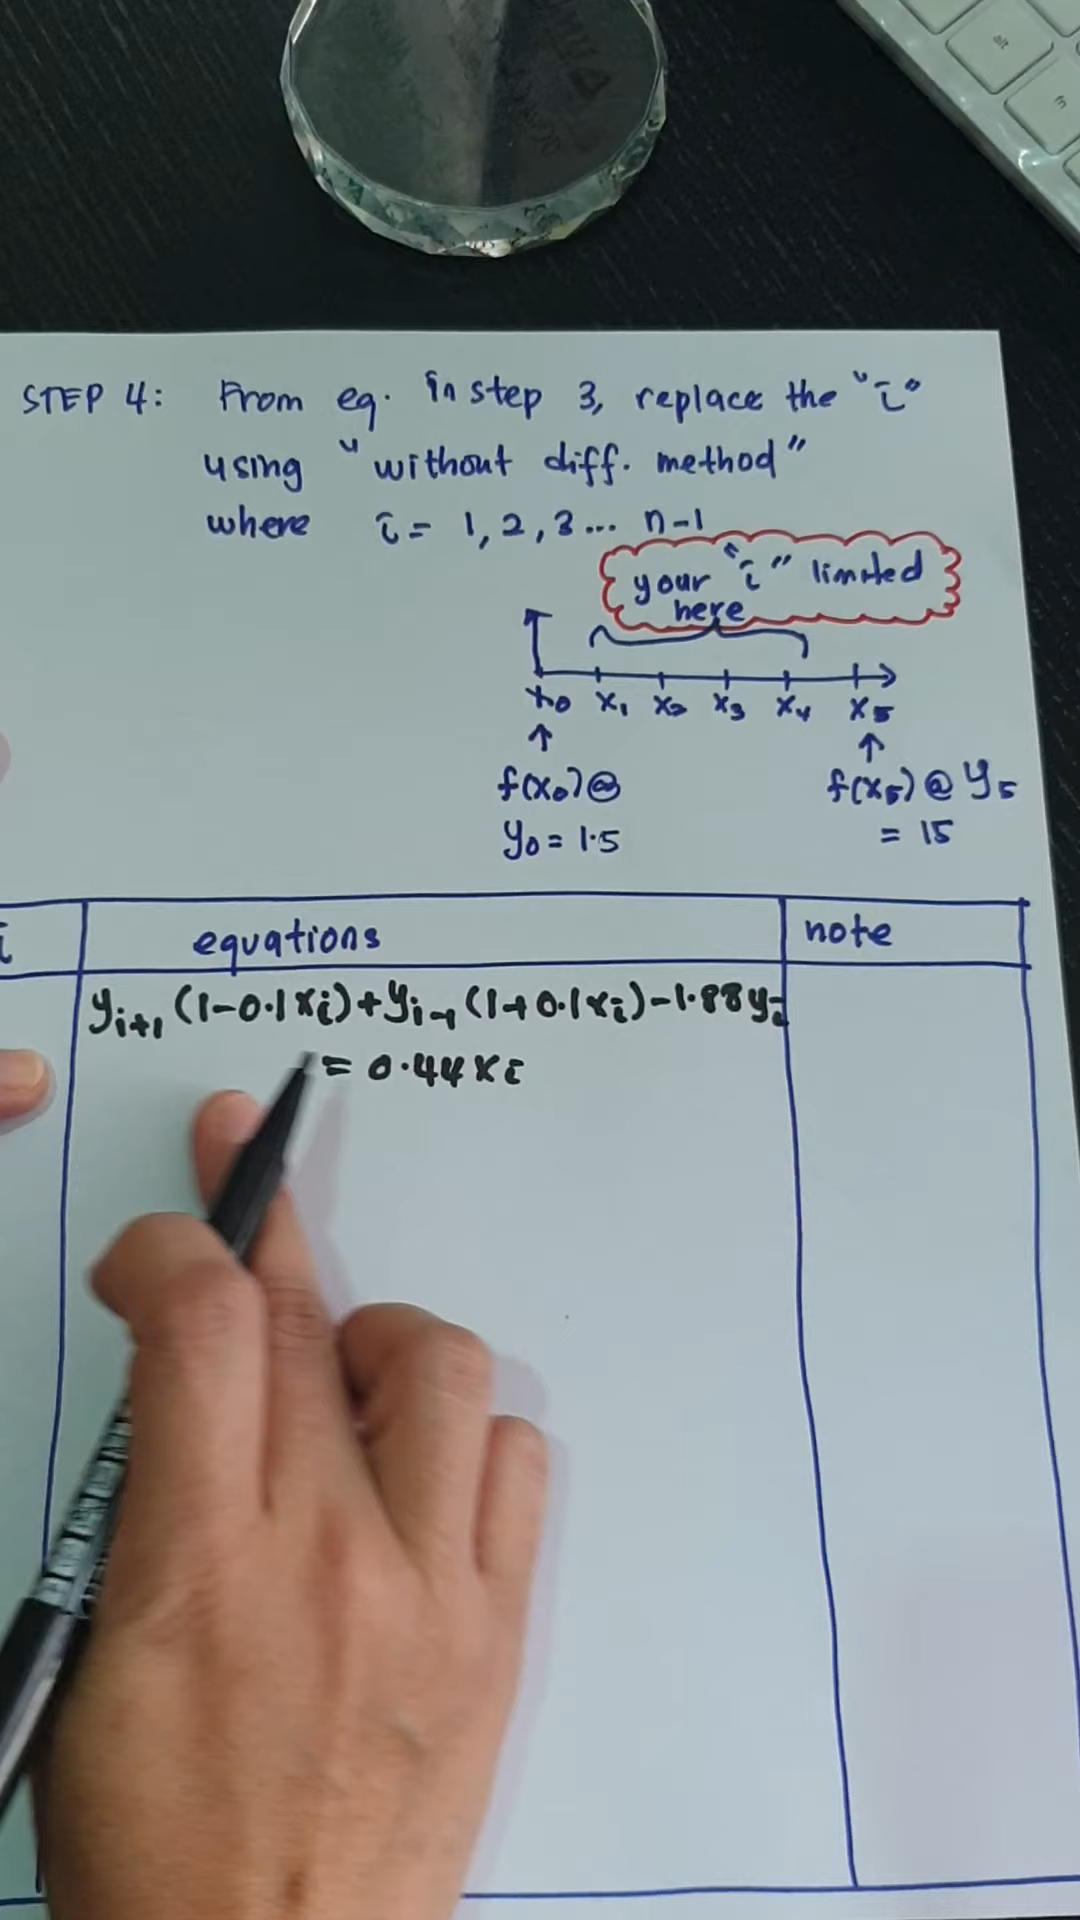 alt
fn
STEP 4: From eq. in step 3, replace the "i"
using "without diff. method"
where i = 1, 2, 3... n-1
your "i" limited
here
x0 x1 x2 x3 x4 x5
↑ ↑
f(x0)@ f(x5)@ y5
y0 = 1.5 = 15
i equations note
yi+1 (1-0.1xi)+yi-1 (1+0.1xi)-1.88yi
= 0.44xi